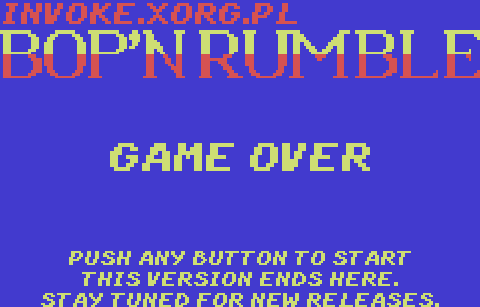 INVOKE.XORG.PL
BOP'N RUMBLE
GAME OVER
PUSH ANY BUTTON TO START
THIS VERSION ENDS HERE.
STAY TUNED FOR NEW RELEASES.